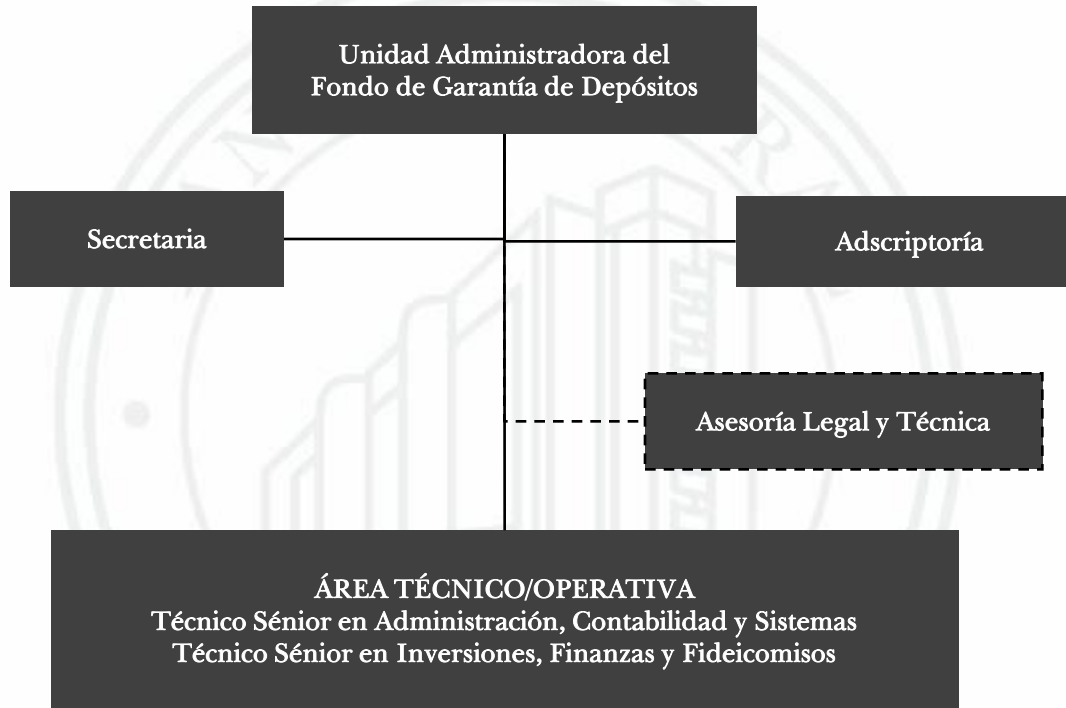 Unidad Administradora del
Fondo de Garantía de Depósitos
Secretaria
Adscriptoría
Asesoría Legal y Técnica
ÁREA TÉCNICO/OPERATIVA
Técnico Sénior en Administración, Contabilidad y Sistemas
Técnico Sénior en Inversiones, Finanzas y Fideicomisos